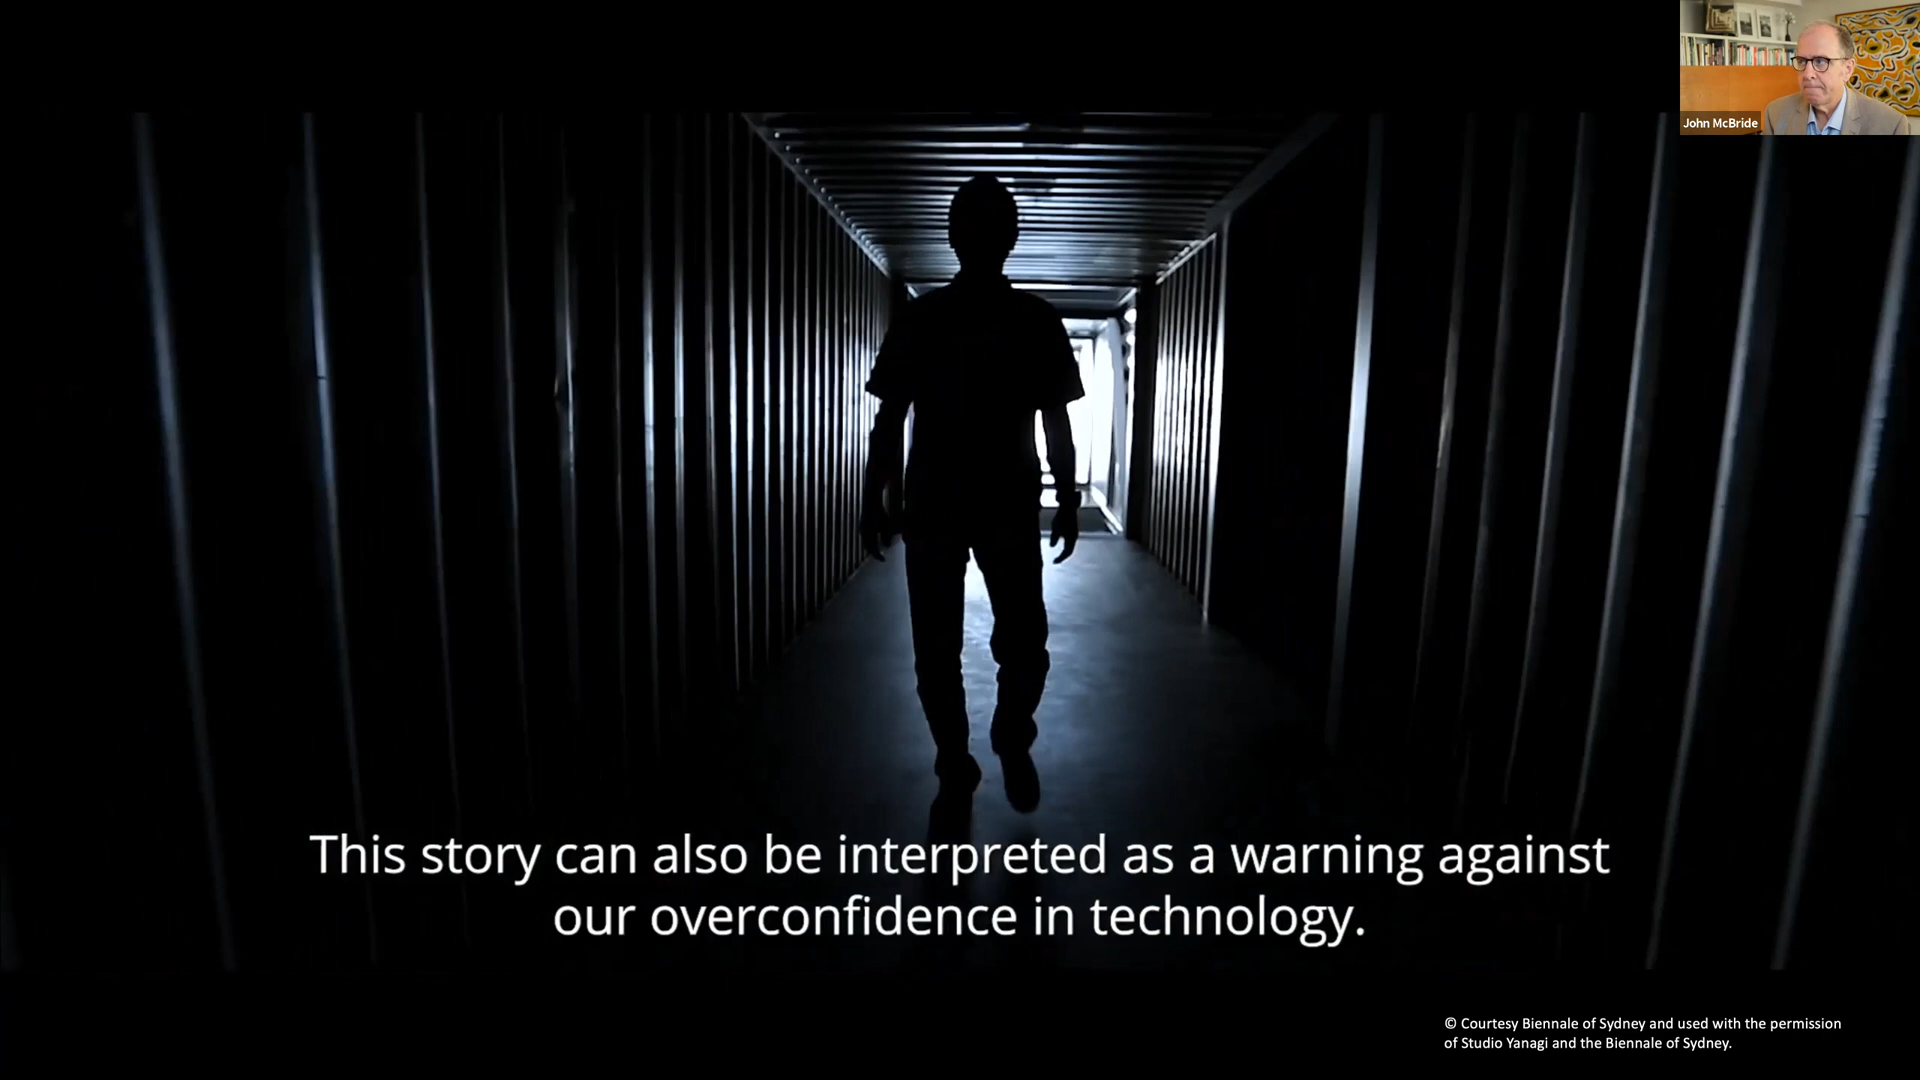 John McBride
This story can also be interpreted as a warning against
our overconfidence in technology.
© Courtesy Biennale of Sydney and used with the permission
of Studio Yanagi and the Biennale of Sydney.